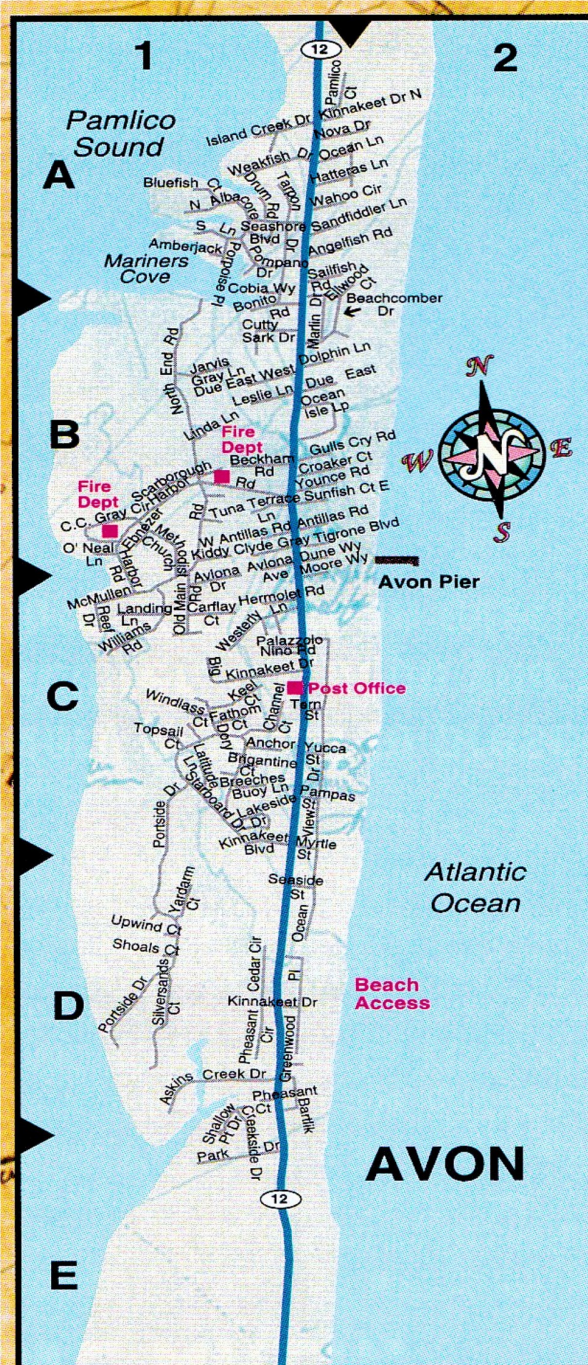 12
1
2
Pamlico
Ct
Kinnakeet Dr N
Island Creek Dr
Nova Dr
Pamlico
Sound
Ocean Ln
Weakfish Dr
Hatteras Ln
A
Bluefish Ct
Drum Rd
Tarpon Dr
Wahoo Cir
N Albacore
S Ln
Seashore
Blvd
Sandfiddler Ln
Amberjack
Porpoise Pl
Pompano
Dr
Angelfish Rd
Mariners
Cove
Sailfish
Rd
Ellwood
Ct
Cobia Wy
Bonito
Rd
Marlin Dr
Beachcomber
Dr
Cutty
Sark Dr
North End Rd
Dolphin Ln
Jarvis
Gray Ln
Due East West
Due East
Leslie Ln
Ocean
Isle Lp
Linda Ln
B
Fire
Dept
Gulls Cry Rd
Beckham
Rd
Croaker Ct
Scarborough
Rd
Younce Rd
Fire
Dept
Harbor
Rd
Tuna Terrace
Ln
Sunfish Ct E
C.C. Gray Cir
Ebnezer
Meth
Church
W Antillas Rd
Antillas Rd
O' Neal
Ln
Kiddy Clyde Gray
Tigrone Blvd
Harbor
Rd
Avlona
Dr
Avlona
Ave
Dune Wy
Moore Wy
Avon Pier
Old Main
Rd
McMullen
Reef
Dr
Landing
Ln
Carflay
Ct
Hermolet Rd
Williams
Rd
Westerly Ln
Palazzolo
Nino Rd
Big
Kinnakeet Dr
C
Keel
Ct
Channel
Ct
Post Office
Windlass
Ct
Fathom
Ct
Tern
St
Topsail
Ct
Dory
Ct
Anchor
Yucca
St
Latitude
Ln
Brigantine
Dr
Starboard Dr
Breeches
Buoy Ln
Portside Dr
Lakeside
Dr
Pampas
St
View
Kinnakeet
Blvd
Myrtle
St
Seaside
St
Atlantic
Ocean
Yardarm
Ct
Upwind Ct
Ocean
Shoals Ct
Cedar Cir
Pl
Beach
Access
D
Silversands
Ct
Portside Dr
Kinnakeet Dr
Pheasant
Cir
Greenwood
Askins
Creek Dr
Pheasant
Ct
Bartlik
Shallow
Pt Dr
Creekside Dr
Park
Dr
AVON
12
E
N
W
N
E
S